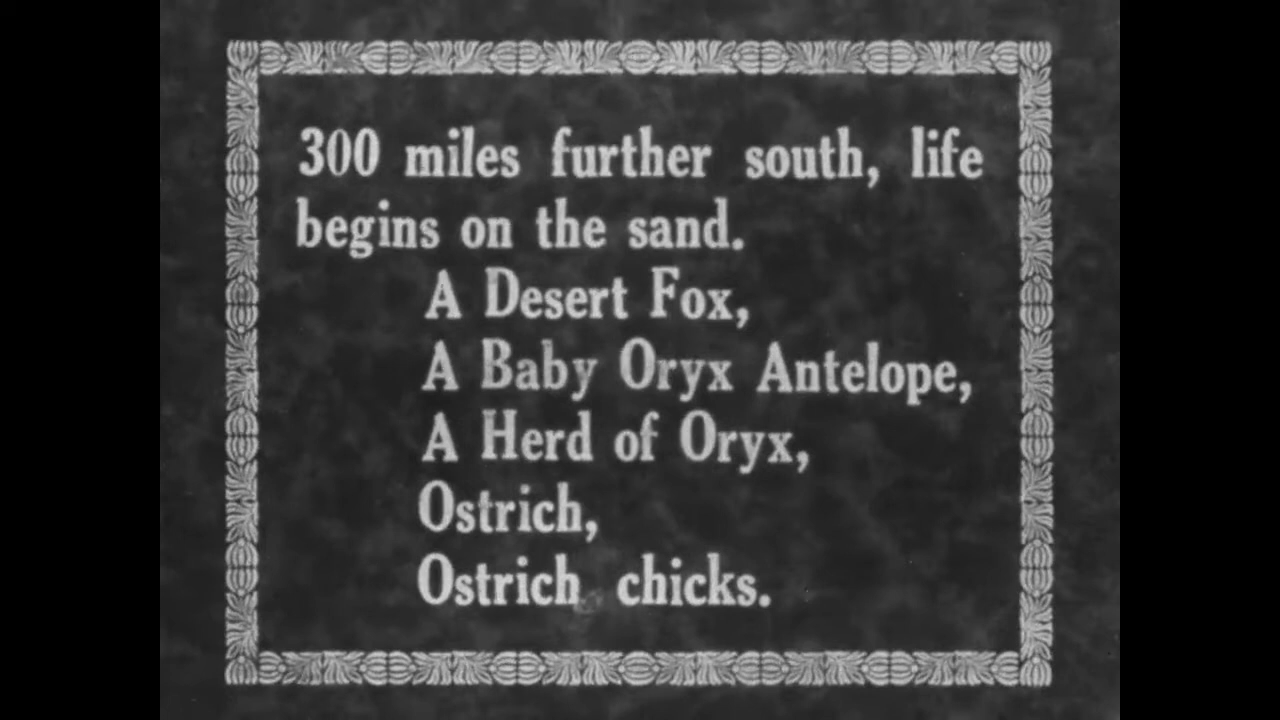 300 miles further south, life
begins on the sand.
A Desert Fox,
A Baby Oryx Antelope,
A Herd of Oryx,
Ostrich,
Ostrich chicks.